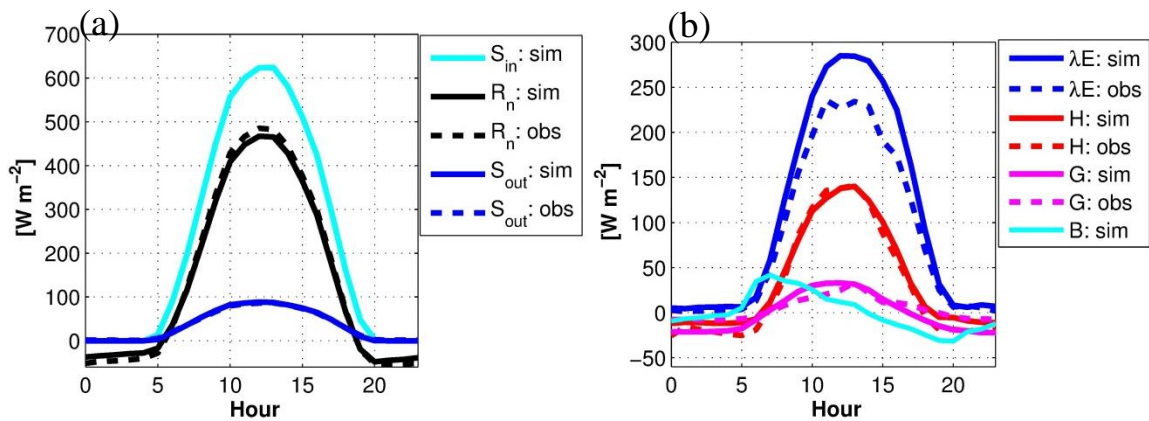 (a)
700
600
500
400
300
200
100
0
[W m⁻²]
0 5 10 15 20
Hour
S_in: sim
R_n: sim
R_n: obs
S_out: sim
S_out: obs
(b)
300
250
200
150
100
50
0
−50
[W m⁻²]
0 5 10 15 20
Hour
λE: sim
λE: obs
H: sim
H: obs
G: sim
G: obs
B: sim